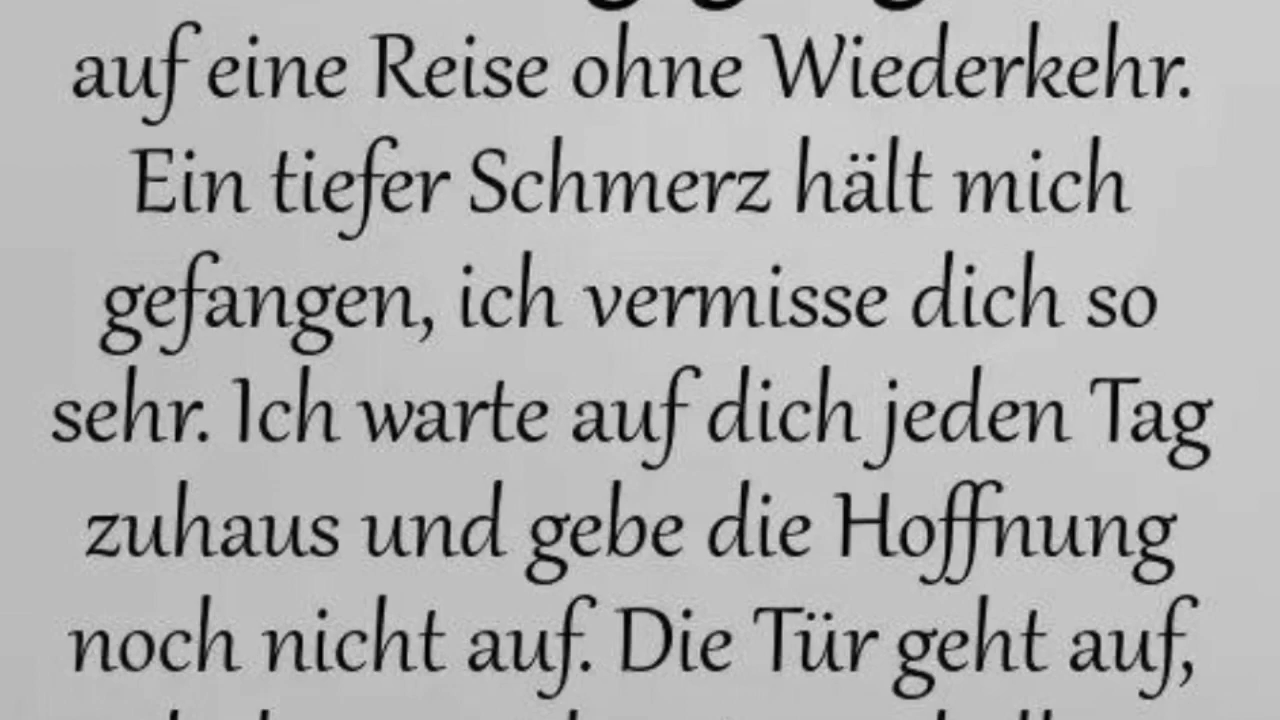 auf eine Reise ohne Wiederkehr.
Ein tiefer Schmerz hält mich
gefangen, ich vermisse dich so
sehr. Ich warte auf dich jeden Tag
zuhaus und gebe die Hoffnung
noch nicht auf. Die Tür geht auf,